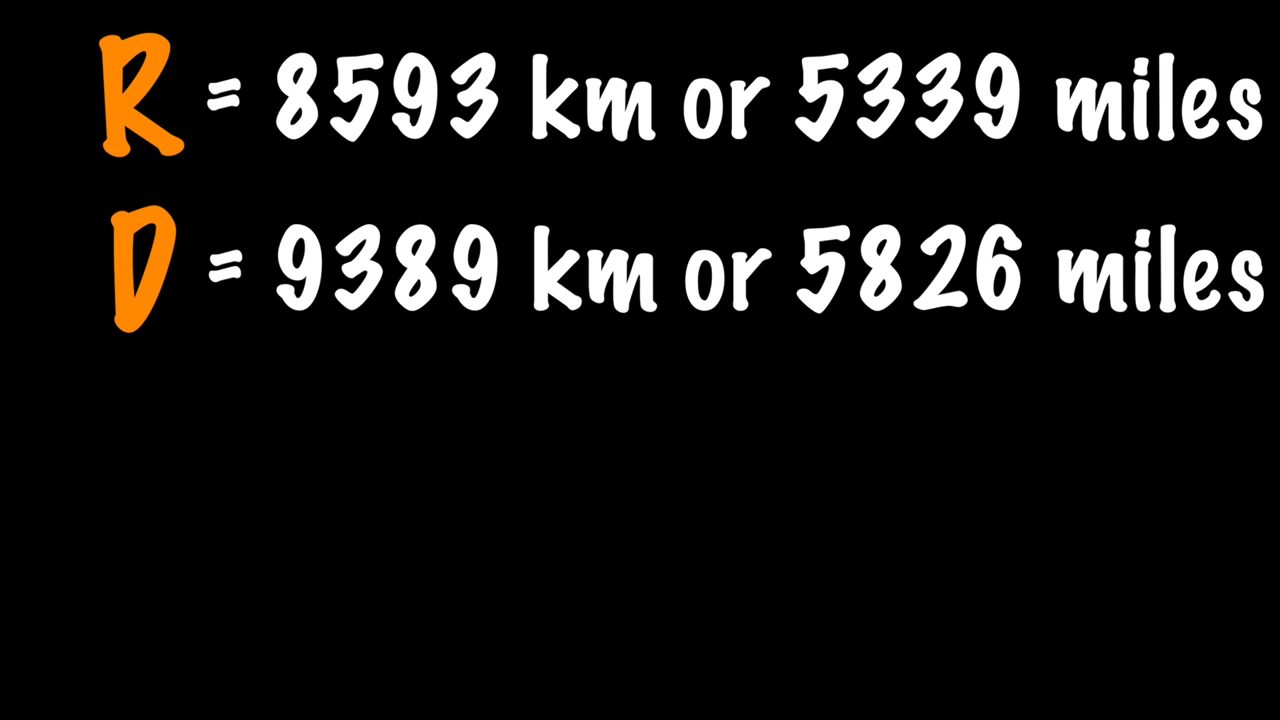 R = 8593 km or 5339 miles
D = 9389 km or 5826 miles